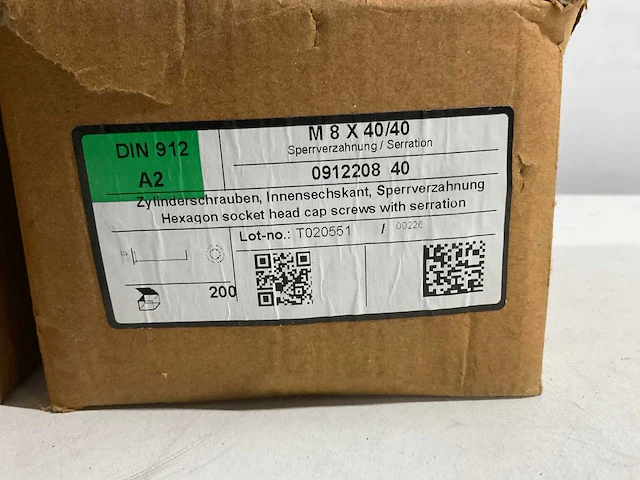 DIN 912
A2
M 8 X 40/40
Sperrverzahnung / Serration
0912208 40
Zylinderschrauben, Innensechskant, Sperrverzahnung
Hexagon socket head cap screws with serration
Lot-no.: T020551 / 00226
200